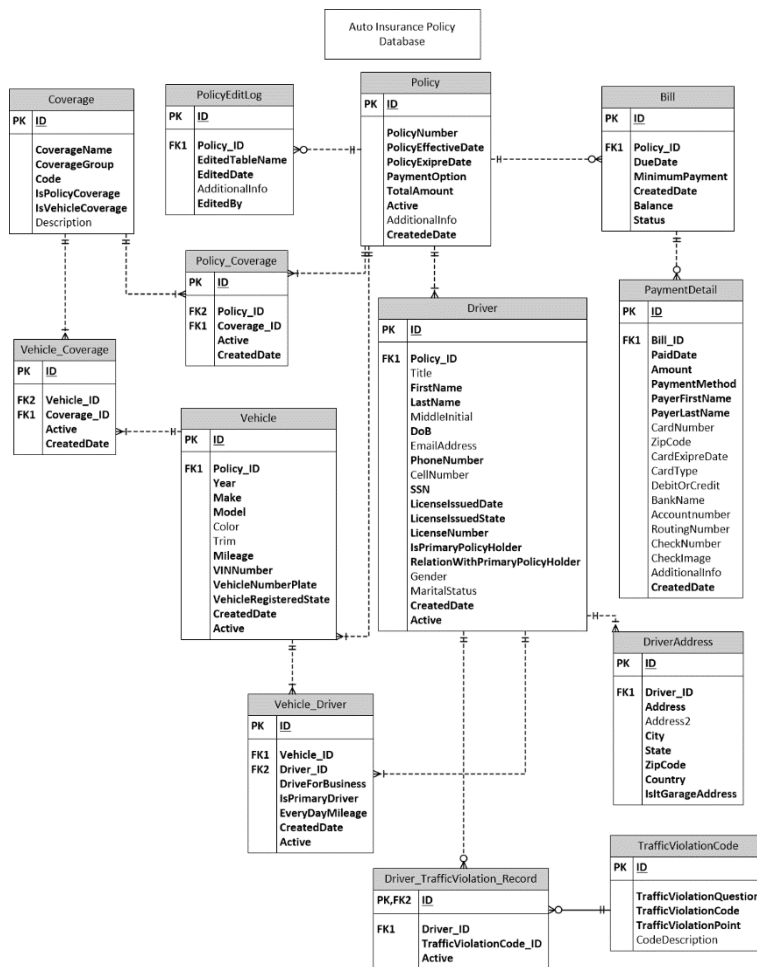 Auto Insurance Policy
Database
Coverage
PK ID
CoverageName
CoverageGroup
Code
IsPolicyCoverage
IsVehicleCoverage
Description
PolicyEditLog
PK ID
FK1 Policy_ID
EditedTableName
EditedDate
AdditionalInfo
EditedBy
Policy
PK ID
PolicyNumber
PolicyEffectiveDate
PolicyExipreDate
PaymentOption
TotalAmount
Active
AdditionalInfo
CreatedeDate
Bill
PK ID
FK1 Policy_ID
DueDate
MinimumPayment
CreatedDate
Balance
Status
Policy_Coverage
PK ID
FK2 Policy_ID
FK1 Coverage_ID
Active
CreatedDate
Vehicle_Coverage
PK ID
FK2 Vehicle_ID
FK1 Coverage_ID
Active
CreatedDate
Vehicle
PK ID
FK1 Policy_ID
Year
Make
Model
Color
Trim
Mileage
VINNumber
VehicleNumberPlate
VehicleRegisteredState
CreatedDate
Active
Driver
PK ID
FK1 Policy_ID
Title
FirstName
LastName
MiddleInitial
DoB
EmailAddress
PhoneNumber
CellNumber
SSN
LicenseIssuedDate
LicenseIssuedState
LicenseNumber
IsPrimaryPolicyHolder
RelationWithPrimaryPolicyHolder
Gender
MaritalStatus
CreatedDate
Active
PaymentDetail
PK ID
FK1 Bill_ID
PaidDate
Amount
PaymentMethod
PayerFirstName
PayerLastName
CardNumber
ZipCode
CardExipreDate
CardType
DebitOrCredit
BankName
Accountnumber
RoutingNumber
CheckNumber
CheckImage
AdditionalInfo
CreatedDate
DriverAddress
PK ID
FK1 Driver_ID
Address
Address2
City
State
ZipCode
Country
IsItGarageAddress
Vehicle_Driver
PK ID
FK1 Vehicle_ID
FK2 Driver_ID
DriveForBusiness
IsPrimaryDriver
EveryDayMileage
CreatedDate
Active
Driver_TrafficViolation_Record
PK,FK2 ID
FK1 Driver_ID
TrafficViolationCode_ID
Active
TrafficViolationCode
PK ID
TrafficViolationQuestion
TrafficViolationCode
TrafficViolationPoint
CodeDescription